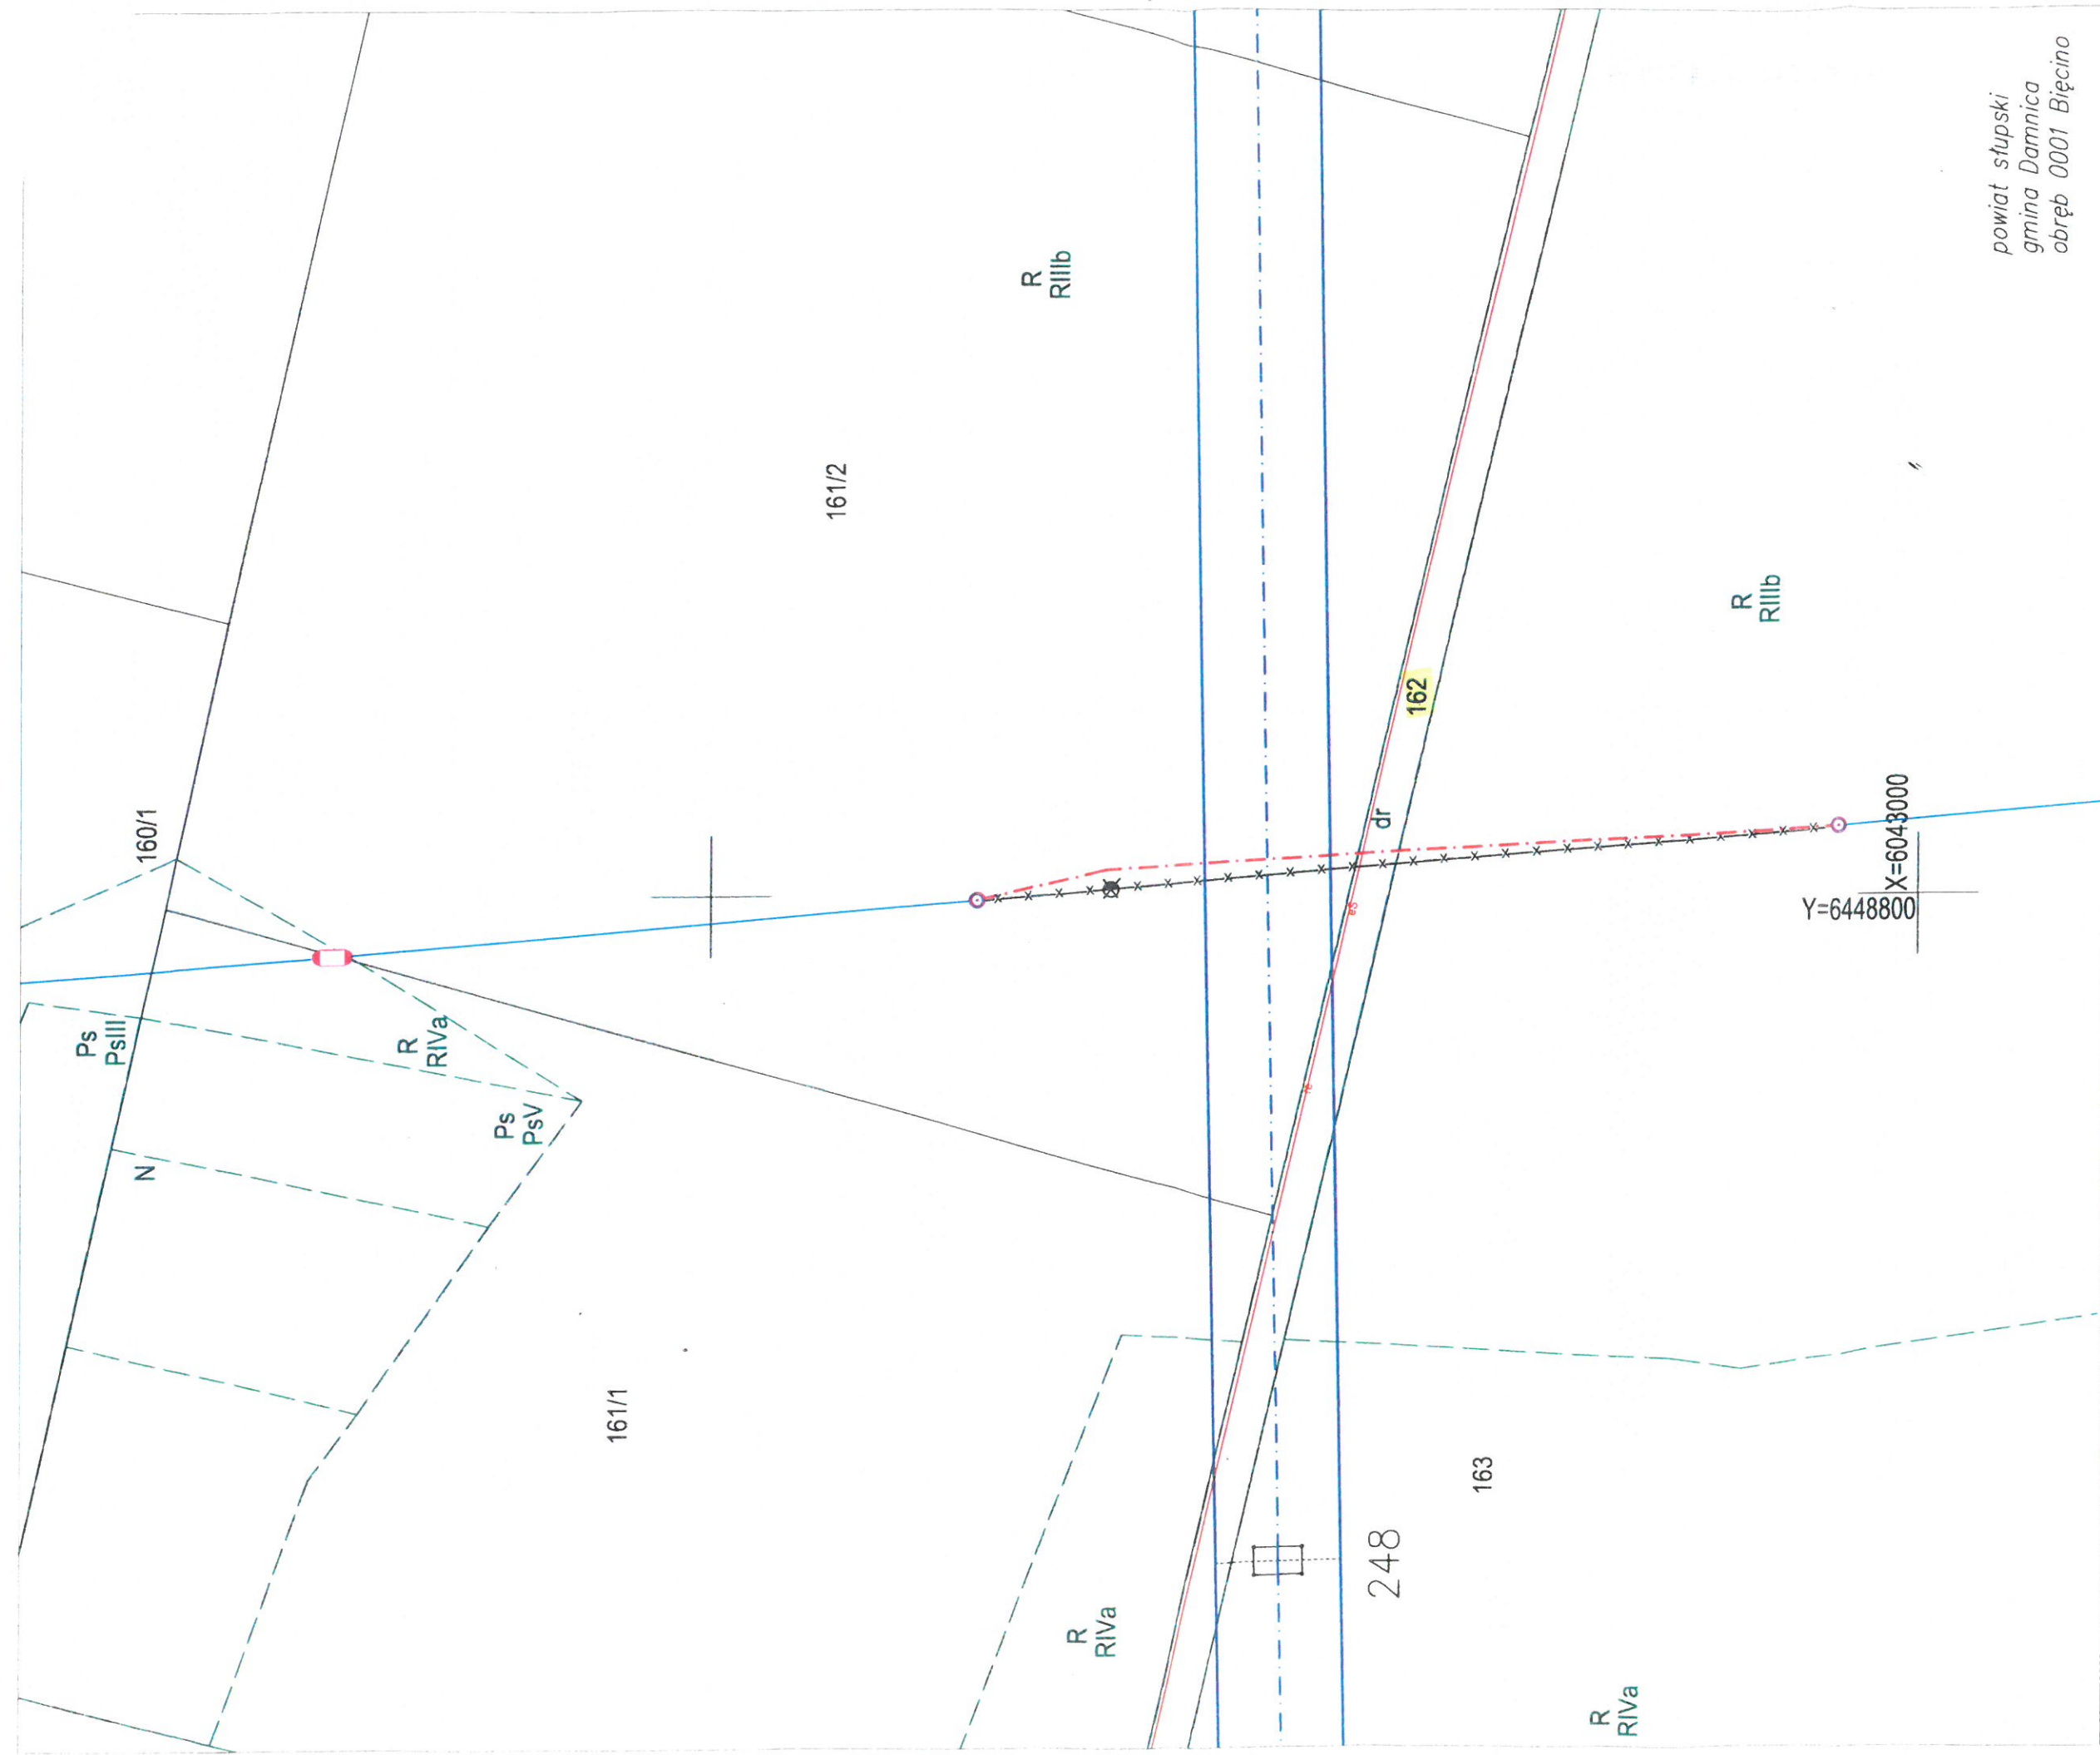 160/1
Ps
PsIII
R
RIVa
Ps
PsV
N
161/1
161/2
R
RIIIb
162
dr
R
RIIIb
X=6043000
Y=6448800
163
248
R
RIVa
R
RIVa
powiat słupski
gmina Damnica
obręb 0001 Bięcino